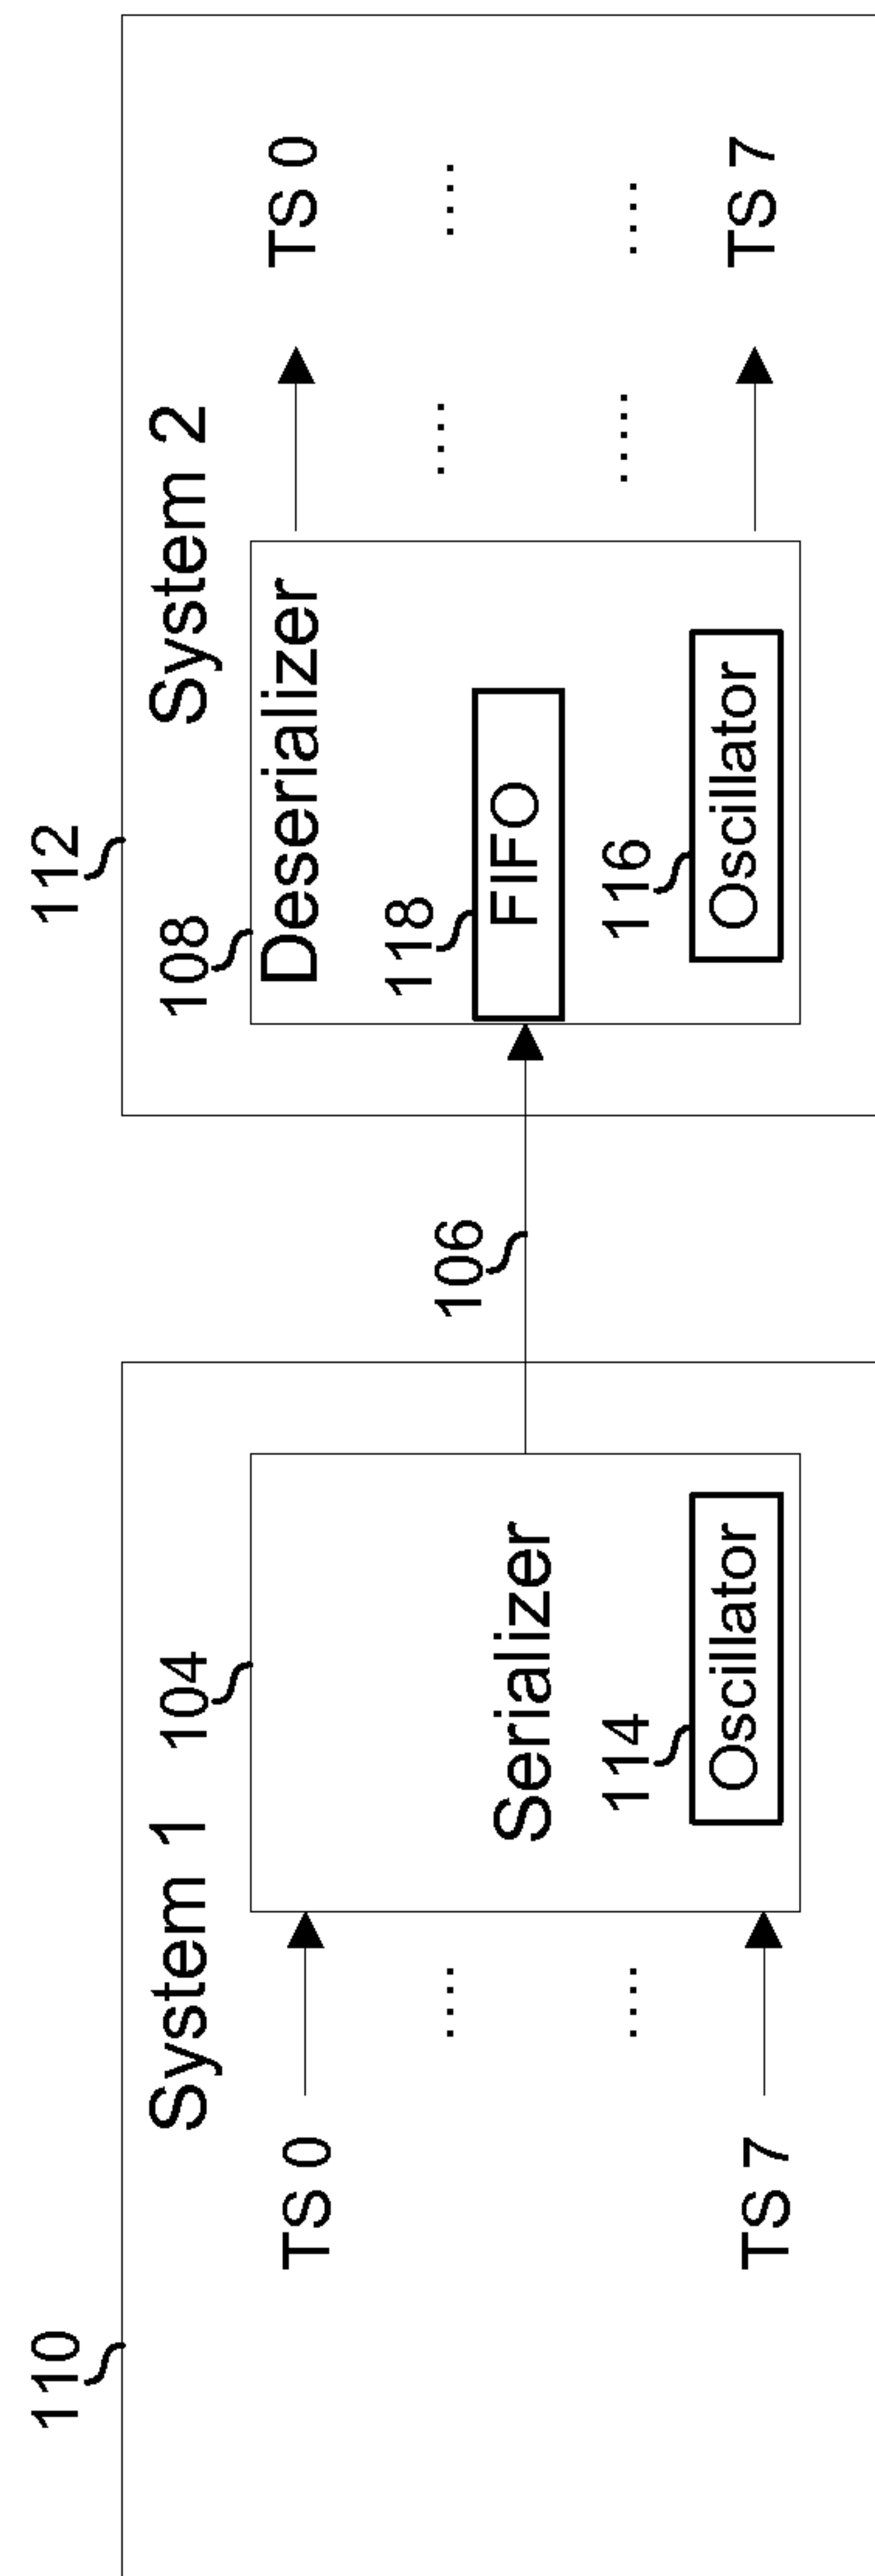 110
System 1
104
TS 0
....
....
TS 7
Serializer
114
Oscillator
106
112
System 2
108
Deserializer
118
FIFO
116
Oscillator
TS 0
....
....
....
.....
TS 7